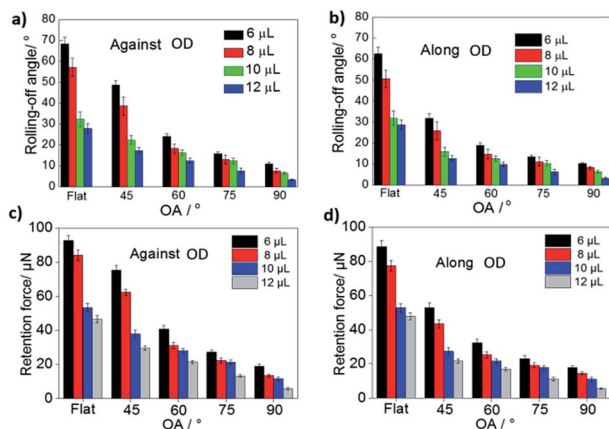 a)
Rolling-off angle/ °
80
70
60
50
40
30
20
10
0
Against OD
6 μL
8 μL
10 μL
12 μL
Flat 45 60 75 90
OA / °
b)
Rolling-off angle/ °
80
70
60
50
40
30
20
10
0
Along OD
6 μL
8 μL
10 μL
12 μL
Flat 45 60 75 90
OA / °
c)
Retention force/ μN
100
80
60
40
20
0
Against OD
6 μL
8 μL
10 μL
12 μL
Flat 45 60 75 90
OA / °
d)
Retention force/ μN
100
80
60
40
20
0
Along OD
6 μL
8 μL
10 μL
12 μL
Flat 45 60 75 90
OA / °